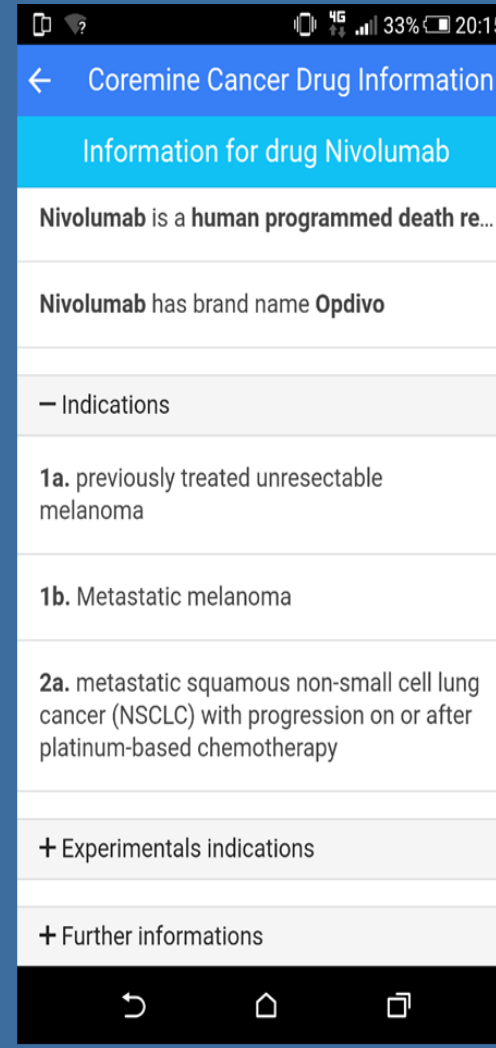 4G 33% 20:15
Coremine Cancer Drug Information
Information for drug Nivolumab
Nivolumab is a human programmed death re...
Nivolumab has brand name Opdivo
− Indications
1a. previously treated unresectable
melanoma
1b. Metastatic melanoma
2a. metastatic squamous non-small cell lung
cancer (NSCLC) with progression on or after
platinum-based chemotherapy
+ Experimentals indications
+ Further informations